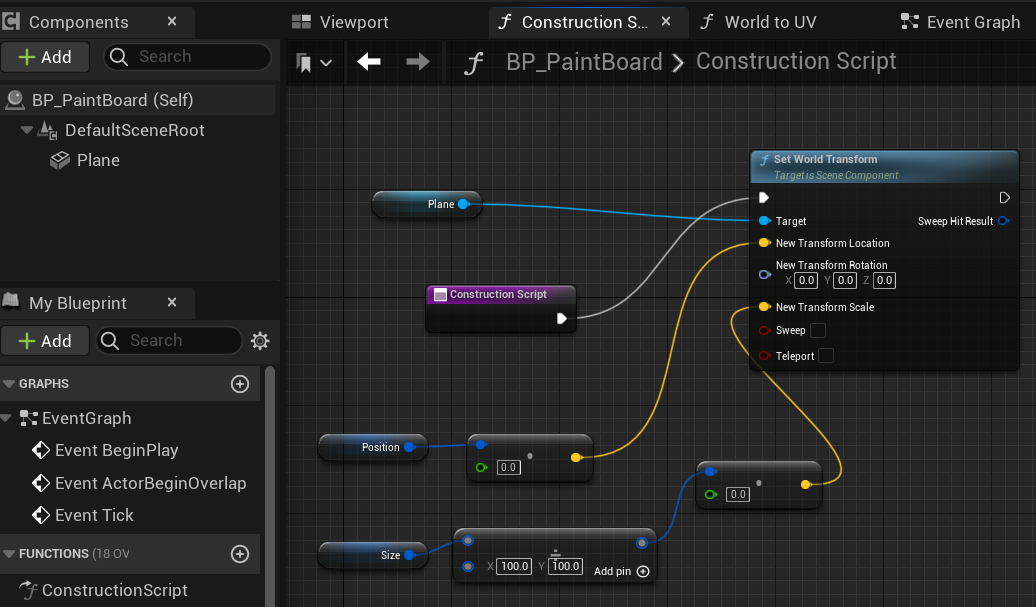 Components
Viewport
Construction S...
World to UV
Event Graph
Add
Search
BP_PaintBoard
Construction Script
BP_PaintBoard (Self)
DefaultSceneRoot
Plane
Set World Transform
Target is Scene Component
Plane
Target
Sweep Hit Result
New Transform Location
New Transform Rotation
X 0.0 Y 0.0 Z 0.0
New Transform Scale
Sweep
Teleport
Construction Script
My Blueprint
Add
Search
GRAPHS
EventGraph
Event BeginPlay
Event ActorBeginOverlap
Event Tick
FUNCTIONS (18 OV
ConstructionScript
Position
0.0
0.0
Size
X 100.0 Y 100.0
Add pin